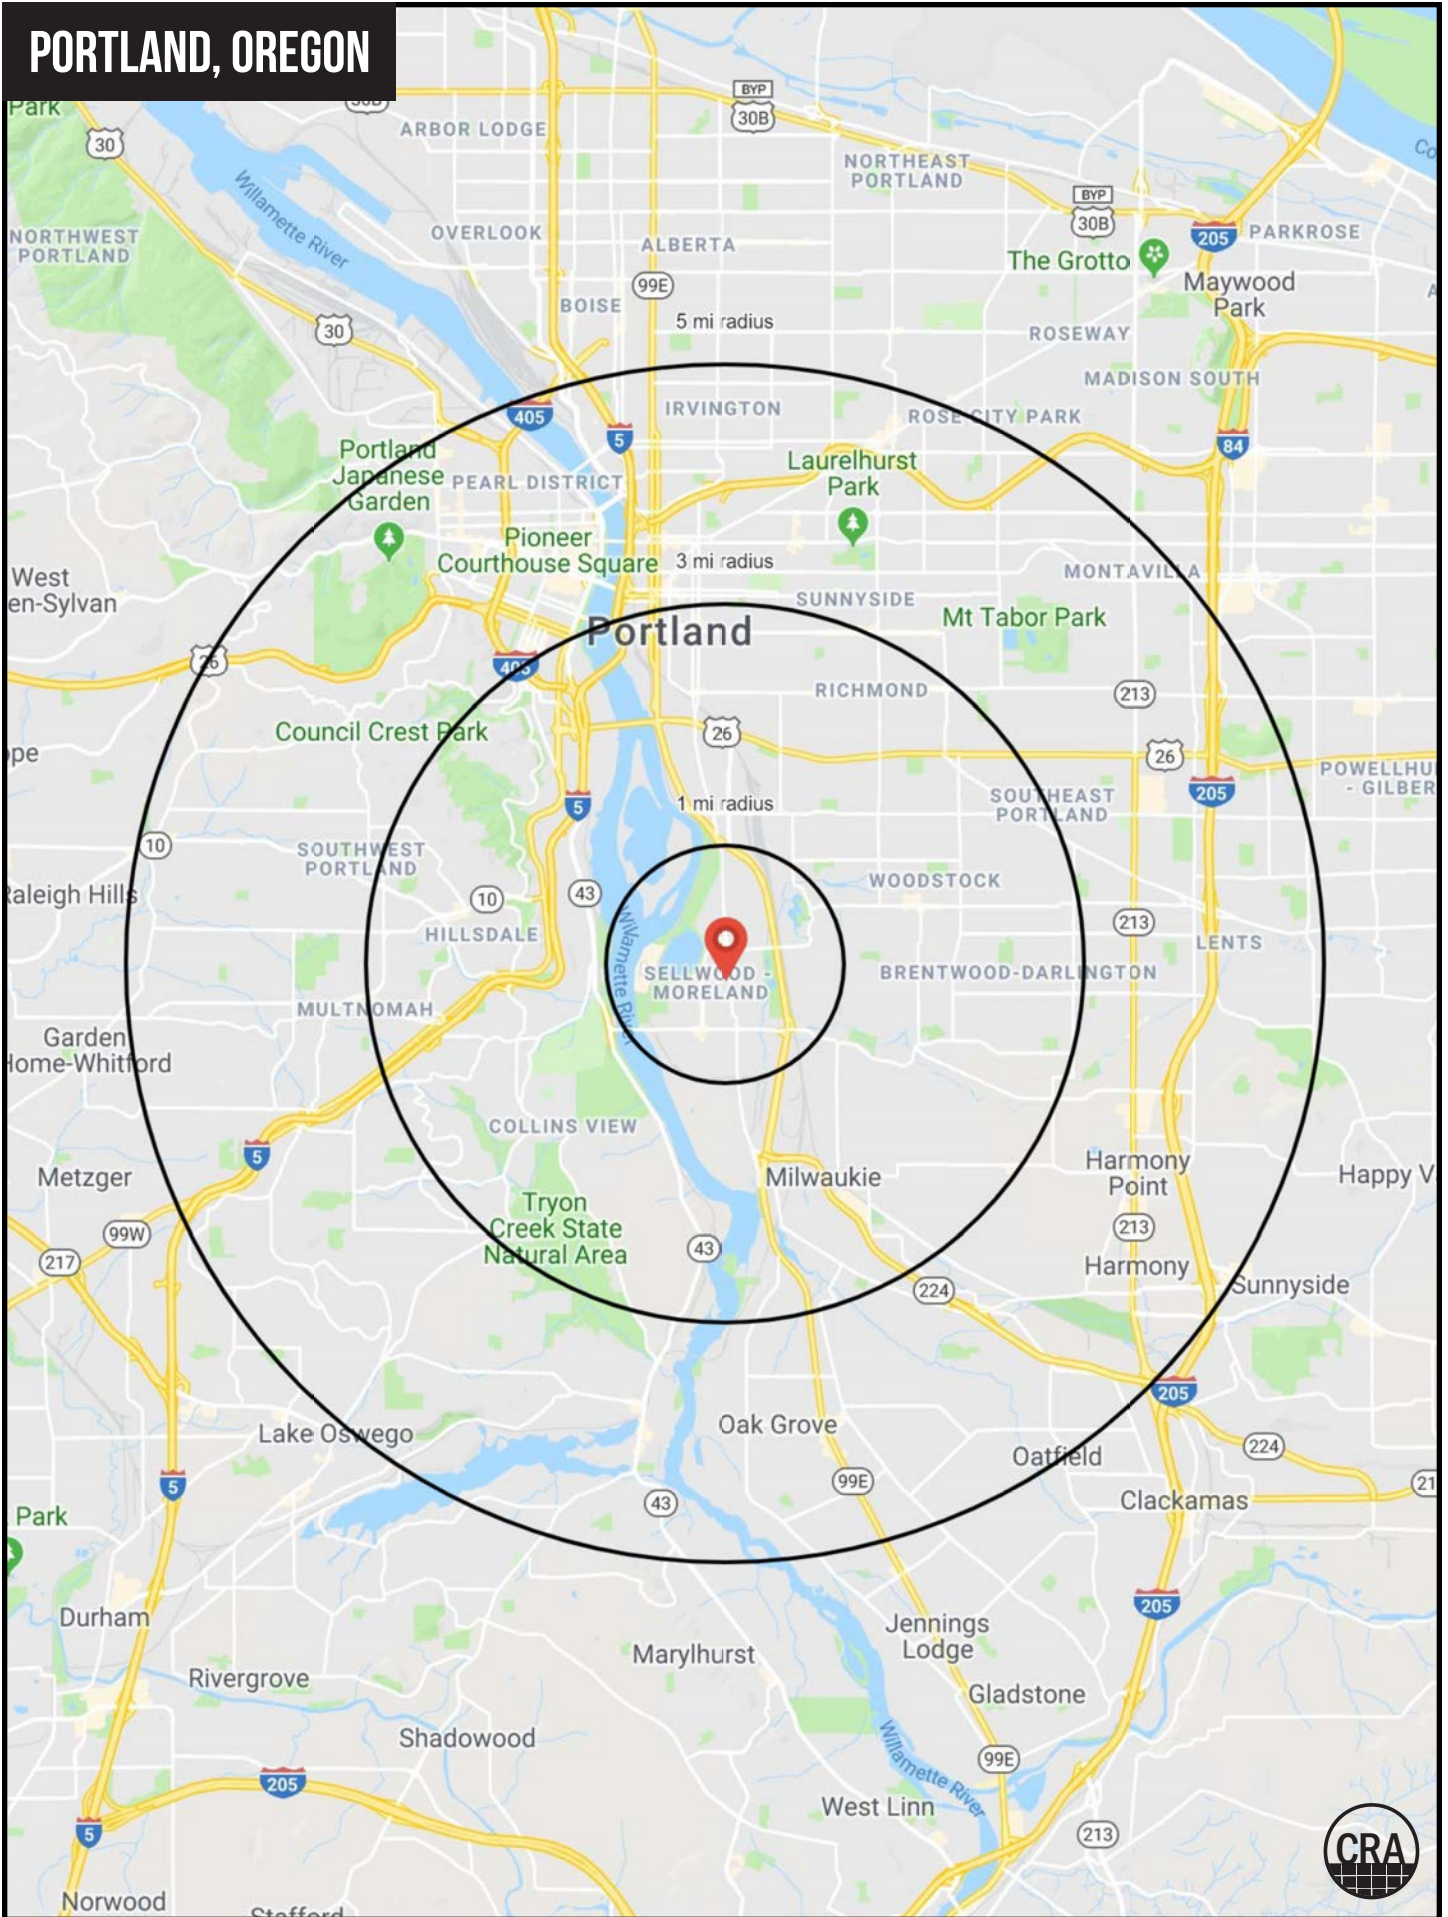 PORTLAND, OREGON
Park
30B
BYP
30B
30
ARBOR LODGE
NORTHEAST
PORTLAND
Willamette River
BYP
30B
NORTHWEST
PORTLAND
OVERLOOK
ALBERTA
The Grotto
205
PARKROSE
Maywood
Park
99E
BOISE
5 mi radius
30
ROSEWAY
MADISON SOUTH
405
IRVINGTON
ROSE CITY PARK
5
84
Portland
Japanese
Garden
PEARL DISTRICT
Laurelhurst
Park
Pioneer
Courthouse Square
3 mi radius
West
en-Sylvan
MONTAVILLA
SUNNYSIDE
Mt Tabor Park
Portland
26
405
RICHMOND
213
Council Crest Park
26
26
ope
POWELLHU
- GILBER
205
1 mi radius
5
SOUTHEAST
PORTLAND
10
SOUTHWEST
PORTLAND
Raleigh Hills
10
43
WOODSTOCK
213
HILLSDALE
Willamette River
LENTS
SELLWOOD -
MORELAND
BRENTWOOD-DARLINGTON
MULTNOMAH
Garden
Home-Whitford
COLLINS VIEW
5
Metzger
Milwaukie
Harmony
Point
Happy V
Tryon
Creek State
Natural Area
99W
217
43
213
Harmony
224
Sunnyside
205
Lake Oswego
Oak Grove
Oatfield
224
5
43
99E
Clackamas
21
Park
205
Durham
Jennings
Lodge
Marylhurst
Rivergrove
Gladstone
Shadowood
Willamette River
99E
205
West Linn
5
213
CRA
Norwood